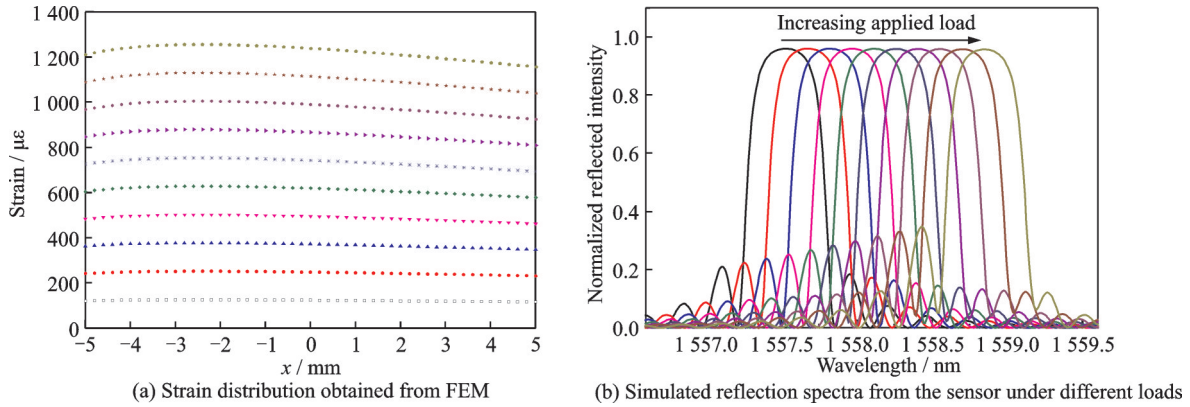 1 400
1 200
1 000
800
600
400
200
0
Strain / με
−5 −4 −3 −2 −1 0 1 2 3 4 5
x / mm
(a) Strain distribution obtained from FEM
Increasing applied load
1.0
0.8
0.6
0.4
0.2
0.0
Normalized reflected intensity
1 557.0 1 557.5 1 558.0 1 558.5 1 559.0 1 559.5
Wavelength / nm
(b) Simulated reflection spectra from the sensor under different loads